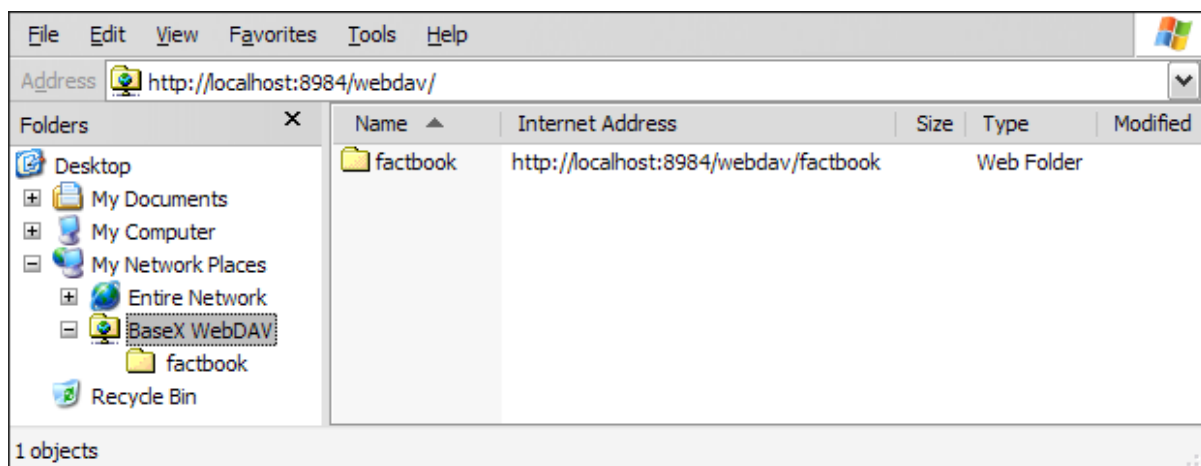 File Edit View Favorites Tools Help
Address http://localhost:8984/webdav/
Folders × Name Internet Address Size Type Modified
Desktop
factbook http://localhost:8984/webdav/factbook Web Folder
My Documents
My Computer
My Network Places
Entire Network
BaseX WebDAV
factbook
Recycle Bin
1 objects